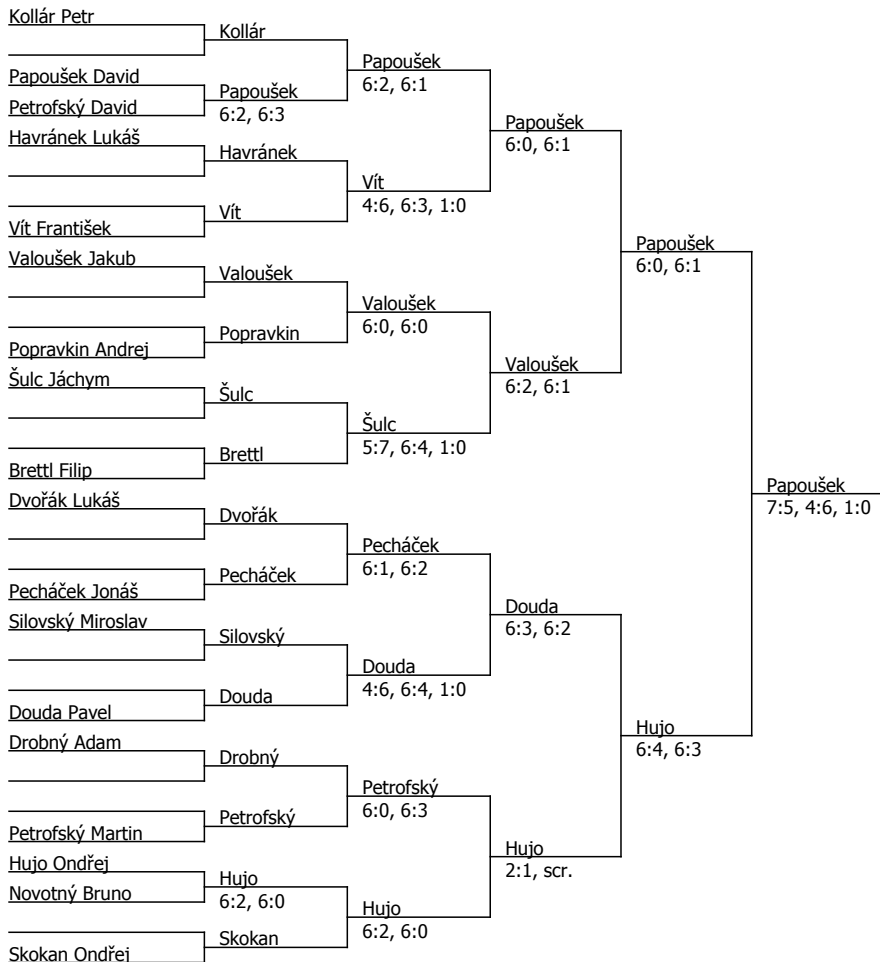 Kollár Petr
Papoušek David
Petrofský David
Havránek Lukáš
Vít František
Valoušek Jakub
Popravkin Andrej
Šulc Jáchym
Brettl Filip
Dvořák Lukáš
Pecháček Jonáš
Silovský Miroslav
Douda Pavel
Drobný Adam
Petrofský Martin
Hujo Ondřej
Novotný Bruno
Skokan Ondřej
Kollár
Papoušek
6:2, 6:3
Havránek
Vít
Valoušek
Popravkin
Šulc
Brettl
Dvořák
Pecháček
Silovský
Douda
Drobný
Petrofský
Hujo
6:2, 6:0
Skokan
Papoušek
6:2, 6:1
Vít
4:6, 6:3, 1:0
Valoušek
6:0, 6:0
Šulc
5:7, 6:4, 1:0
Pecháček
6:1, 6:2
Douda
4:6, 6:4, 1:0
Petrofský
6:0, 6:3
Hujo
6:2, 6:0
Papoušek
6:0, 6:1
Valoušek
6:2, 6:1
Douda
6:3, 6:2
Hujo
2:1, scr.
Papoušek
6:0, 6:1
Hujo
6:4, 6:3
Papoušek
7:5, 4:6, 1:0